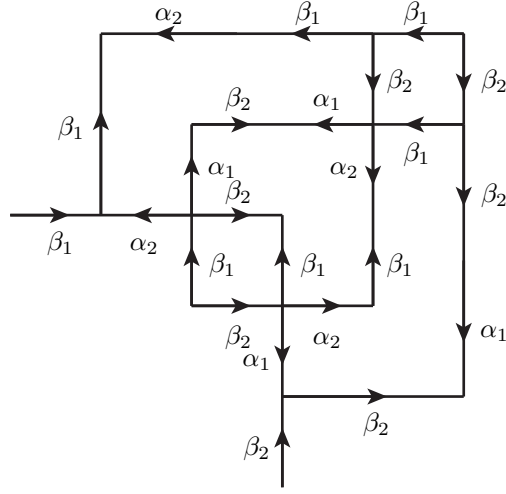 α₂ β₁ β₁
β₂ β₂
β₂ α₁
β₁ β₁
α₁ α₂
β₂ β₂
β₁ α₂
β₁ β₁ β₁
β₂ α₂ α₁
α₁
β₂
β₂